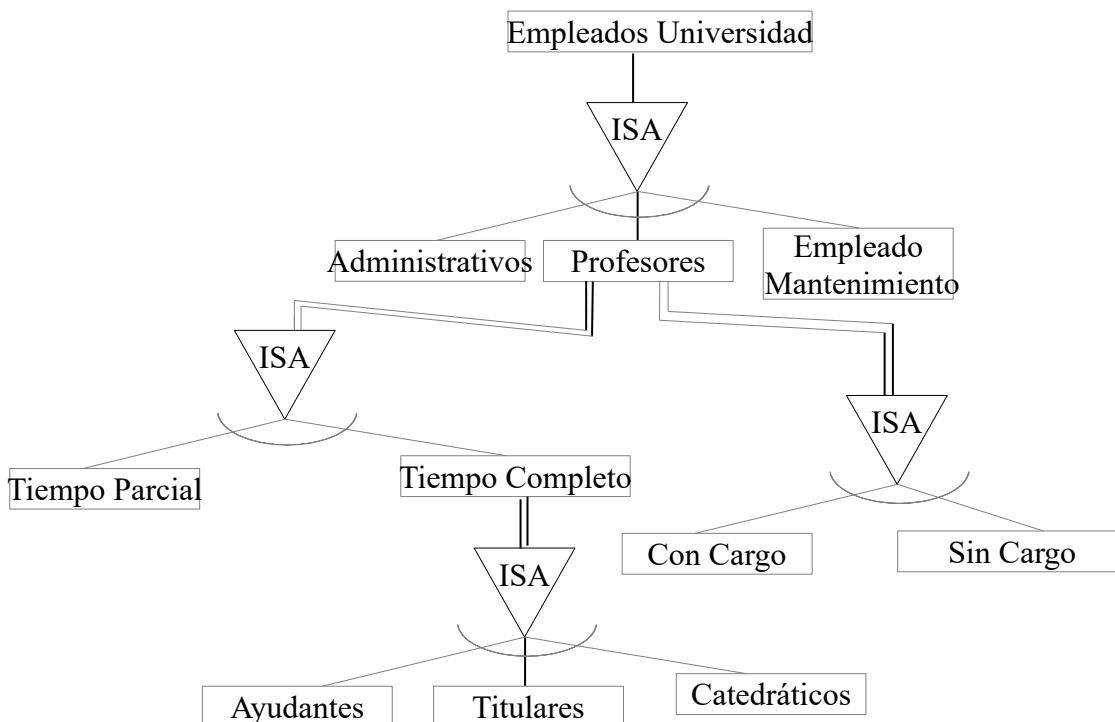 Empleados Universidad
ISA
Administrativos
Profesores
Empleado
Mantenimiento
ISA
ISA
Tiempo Parcial
Tiempo Completo
Con Cargo
Sin Cargo
ISA
Ayudantes
Titulares
Catedráticos